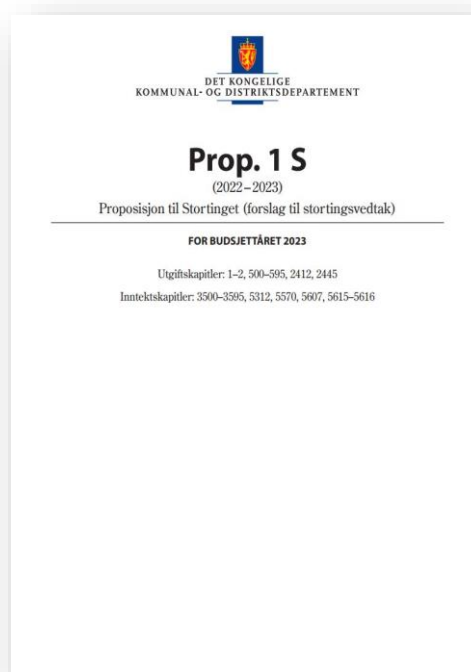 DET KONGELIGE
KOMMUNAL- OG DISTRIKTSDEPARTEMENT
Prop. 1 S
(2022–2023)
Proposisjon til Stortinget (forslag til stortingsvedtak)
FOR BUDSJETTÅRET 2023
Utgiftskapitler: 1–2, 500–595, 2412, 2445
Inntektskapitler: 3500–3595, 5312, 5570, 5607, 5615–5616